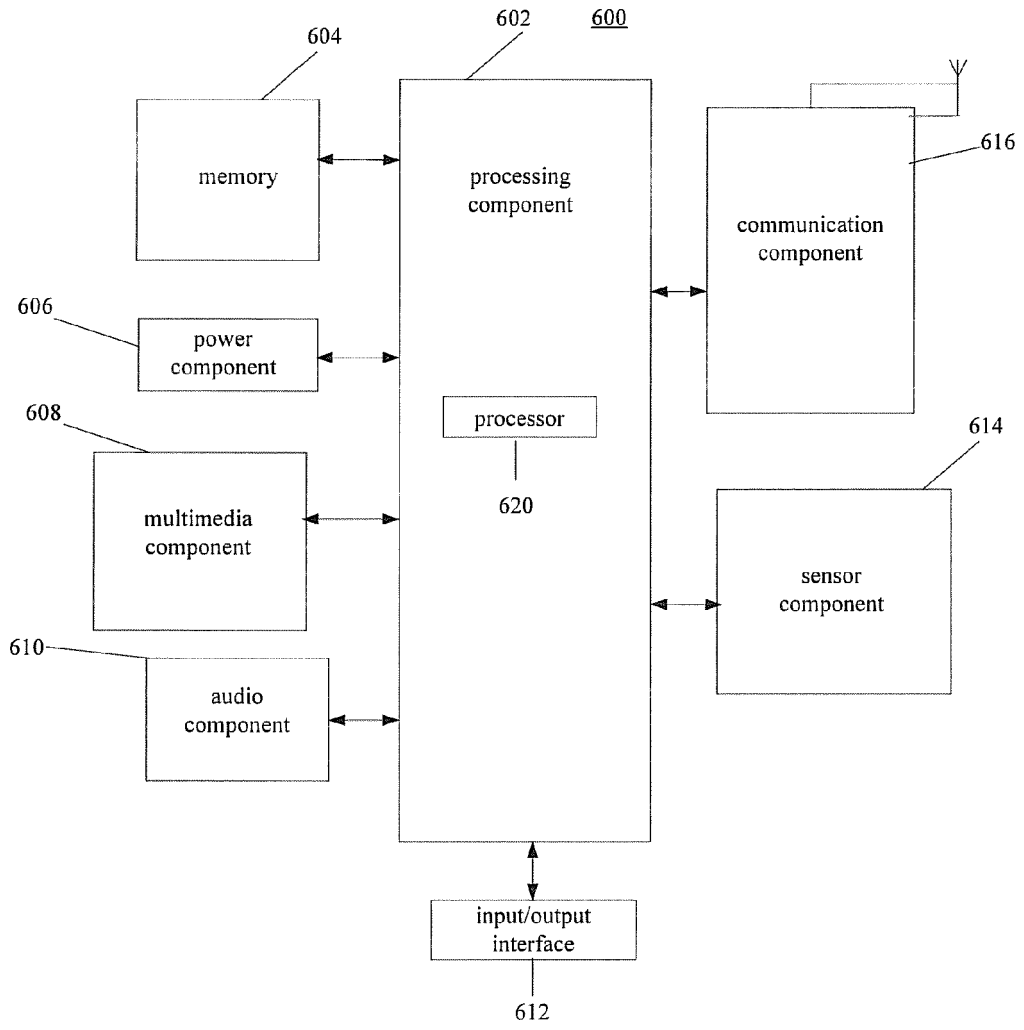 602
600
604
memory
processing
component
616
communication
component
606
power
component
608
processor
620
614
multimedia
component
sensor
component
610
audio
component
input/output
interface
612